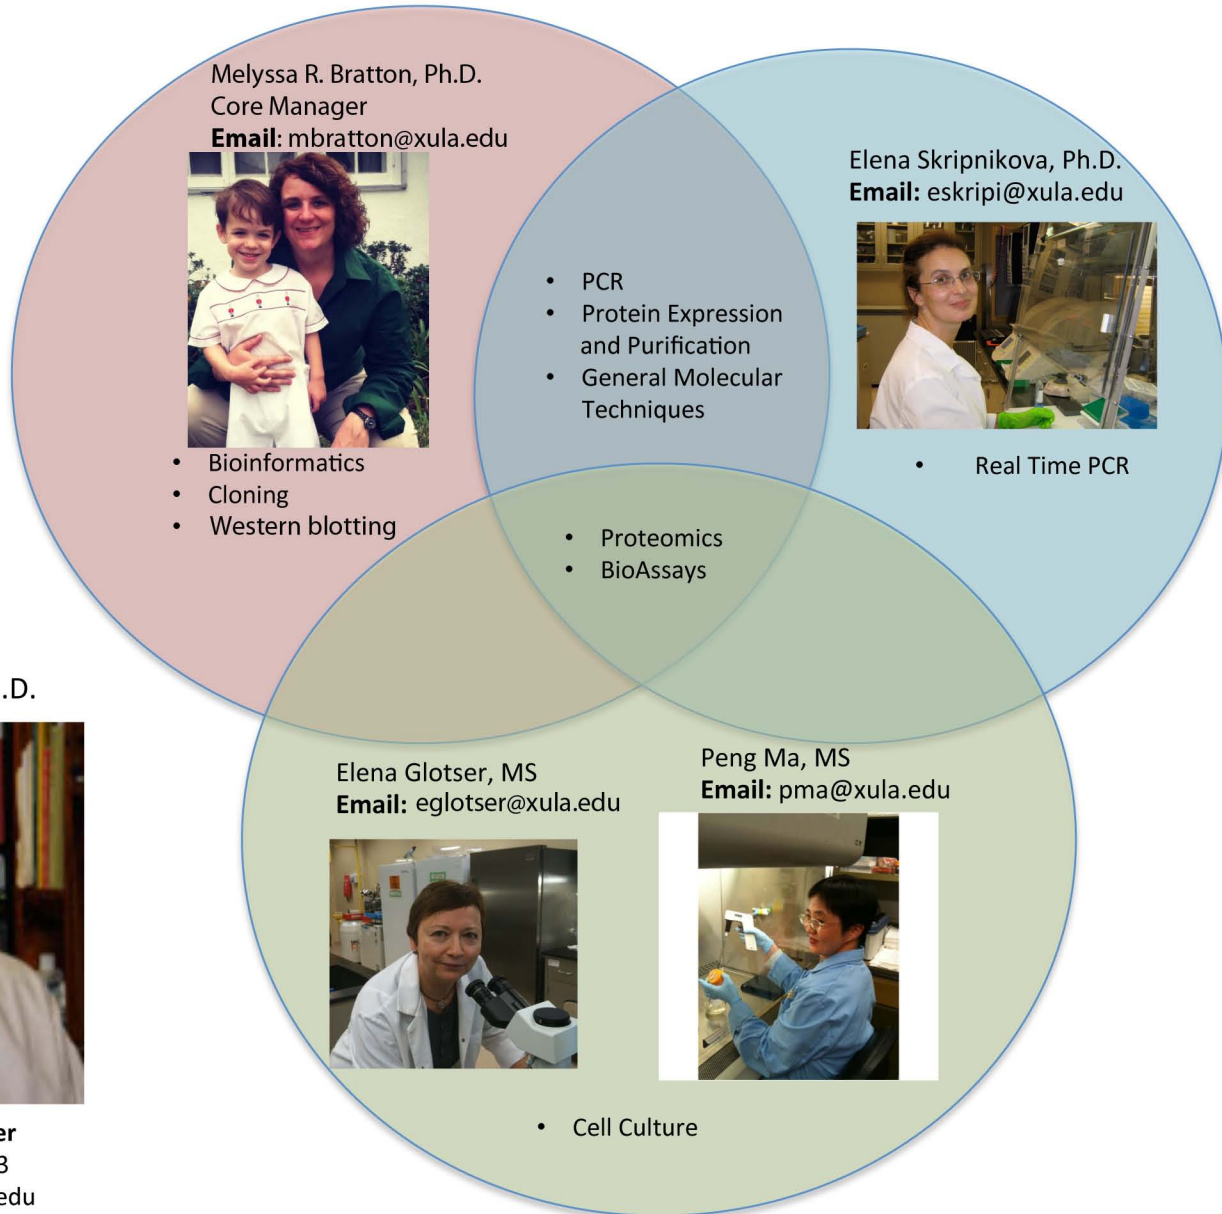 Melyssa R. Bratton, Ph.D.
Core Manager
Email: mbratton@xula.edu
Elena Skripnikova, Ph.D.
Email: eskripi@xula.edu
• PCR
• Protein Expression
and Purification
• General Molecular
Techniques
• Bioinformatics
• Cloning
• Western blotting
• Real Time PCR
• Proteomics
• BioAssays
.D.
Elena Glotser, MS
Email: eglotser@xula.edu
Peng Ma, MS
Email: pma@xula.edu
• Cell Culture
er
3
edu